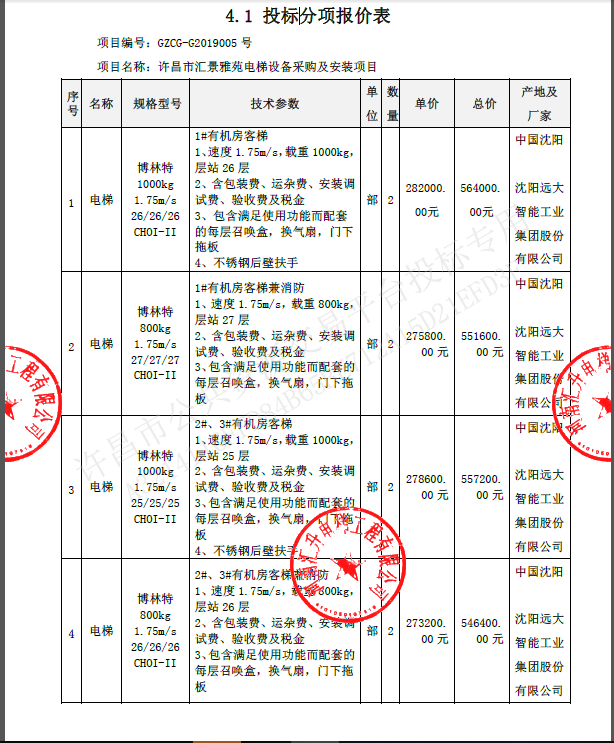 4.1 投标分项报价表
项目编号：GZCG-G2019005 号
项目名称：许昌市汇景雅苑电梯设备采购及安装项目
序号 名称 规格型号 技术参数 单位 数量 单价 总价 产地及厂家
1 电梯
博林特
1000kg
1.75m/s
26/26/26
CHOI-II
1#有机房客梯
1、速度 1.75m/s，载重 1000kg，
层站 26 层
2、含包装费、运杂费、安装调
试费、验收费及税金
3、包含满足使用功能而配套
的每层召唤盒，换气扇，门下
拖板
4、不锈钢后壁扶手
部 2
282000.
00元
564000.
00元
中国沈阳
沈阳远大
智能工业
集团股份
有限公司
2 电梯
博林特
800kg
1.75m/s
27/27/27
CHOI-II
1#有机房客梯兼消防
1、速度 1.75m/s，载重 800kg，
层站 27 层
2、含包装费、运杂费、安装调
试费、验收费及税金
3、包含满足使用功能而配套
的每层召唤盒，换气扇，门下拖
板
部 2
275800.
00 元
551600.
00 元
中国沈阳
沈阳远大
智能工业
集团股份
有限公司
3 电梯
博林特
1000kg
1.75m/s
25/25/25
CHOI-II
2#、3#有机房客梯
1、速度 1.75m/s，载重 1000kg，
层站 25 层
2、含包装费、运杂费、安装调
试费、验收费及税金
3、包含满足使用功能而配套的
每层召唤盒，换气扇，门下拖
板
4、不锈钢后壁扶手
部 2
278600.
00 元
557200.
00 元
中国沈阳
沈阳远大
智能工业
集团股份
有限公司
4 电梯
博林特
800kg
1.75m/s
26/26/26
CHOI-II
2#、3#有机房客梯兼消防
1、速度 1.75m/s，载重 800kg，
层站 26 层
2、含包装费、运杂费、安装调
试费、验收费及税金
3、包含满足使用功能而配套的
每层召唤盒，换气扇，门下拖
板
部 2
273200.
00 元
546400.
00 元
中国沈阳
沈阳远大
智能工业
集团股份
有限公司